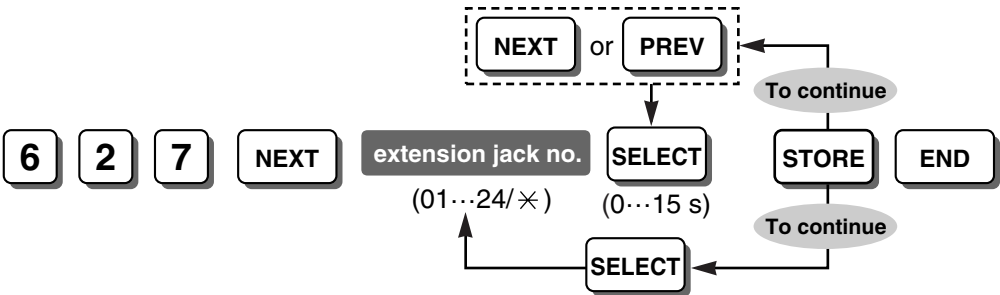 NEXT or PREV
To continue
6 2 7 NEXT extension jack no. SELECT STORE END
(01···24/✳) (0···15 s)
To continue
SELECT